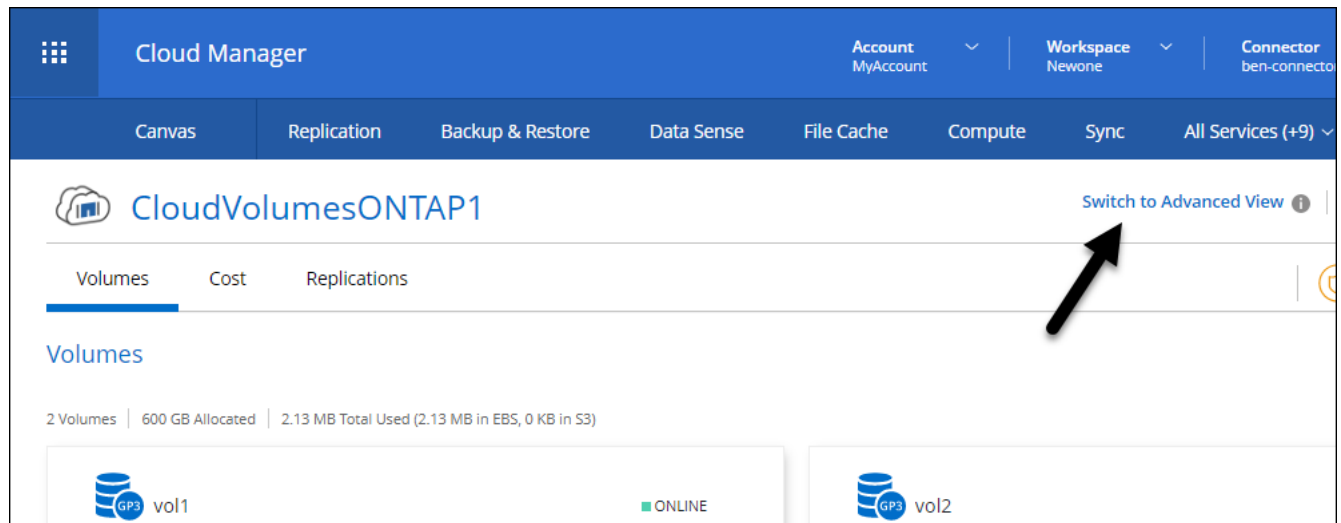 Cloud Manager
Account
MyAccount
Workspace
Newone
Connector
Canvas
Replication
Backup & Restore
Data Sense
File Cache
Compute
Sync
All Services (+9)
CloudVolumesONTAP1
Switch to Advanced View
Volumes
Cost
Replications
Volumes
2 Volumes | 600 GB Allocated | 2.13 MB Total Used (2.13 MB in EBS, 0 KB in S3)
GP3
vol1
ONLINE
GP3
vol2